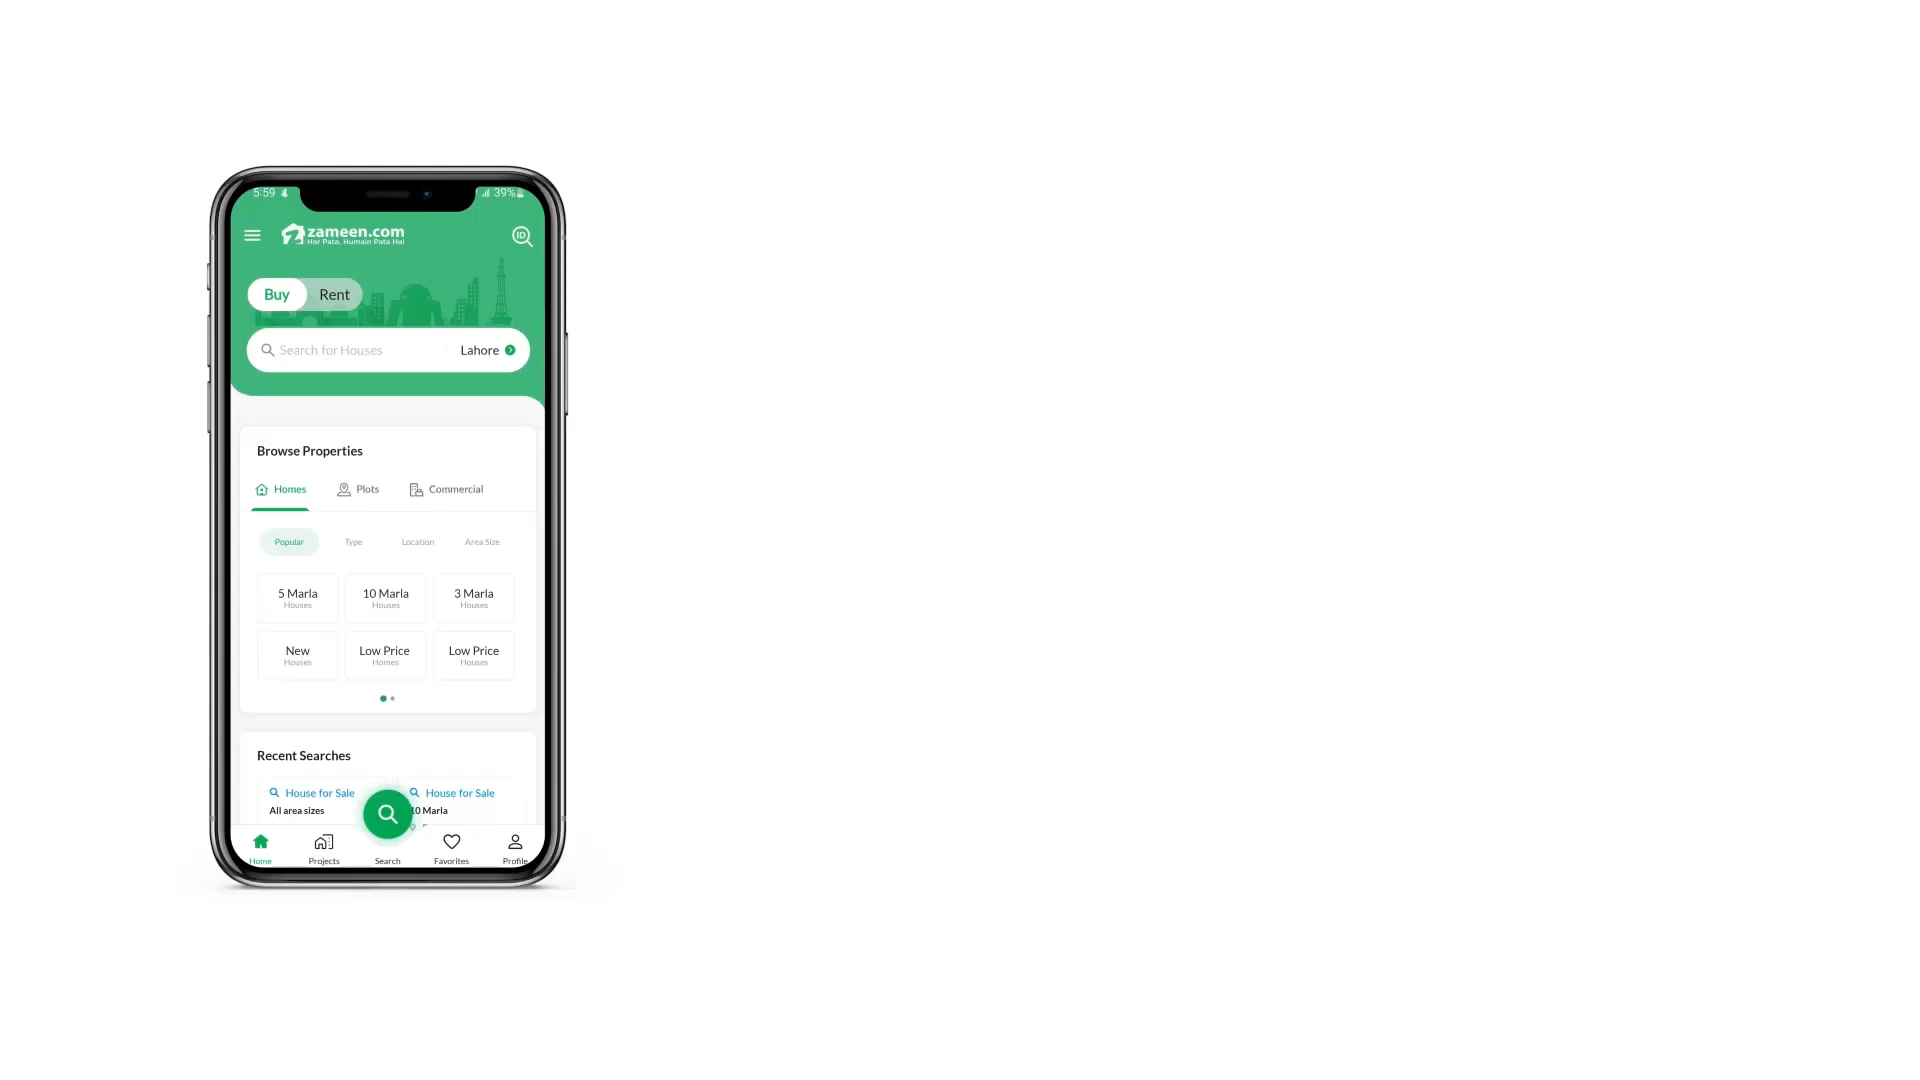 5:59
39%
zameen.com
Har Pata, Humain Pata Hai
ID
Buy Rent
Search for Houses Lahore
Browse Properties
Homes Plots Commercial
Popular Type Location Area Size
5 Marla 10 Marla 3 Marla
Houses Houses Houses
New Low Price Low Price
Houses Homes Houses
Recent Searches
House for Sale House for Sale
All area sizes 10 Marla
Home Projects Search Favorites Profile